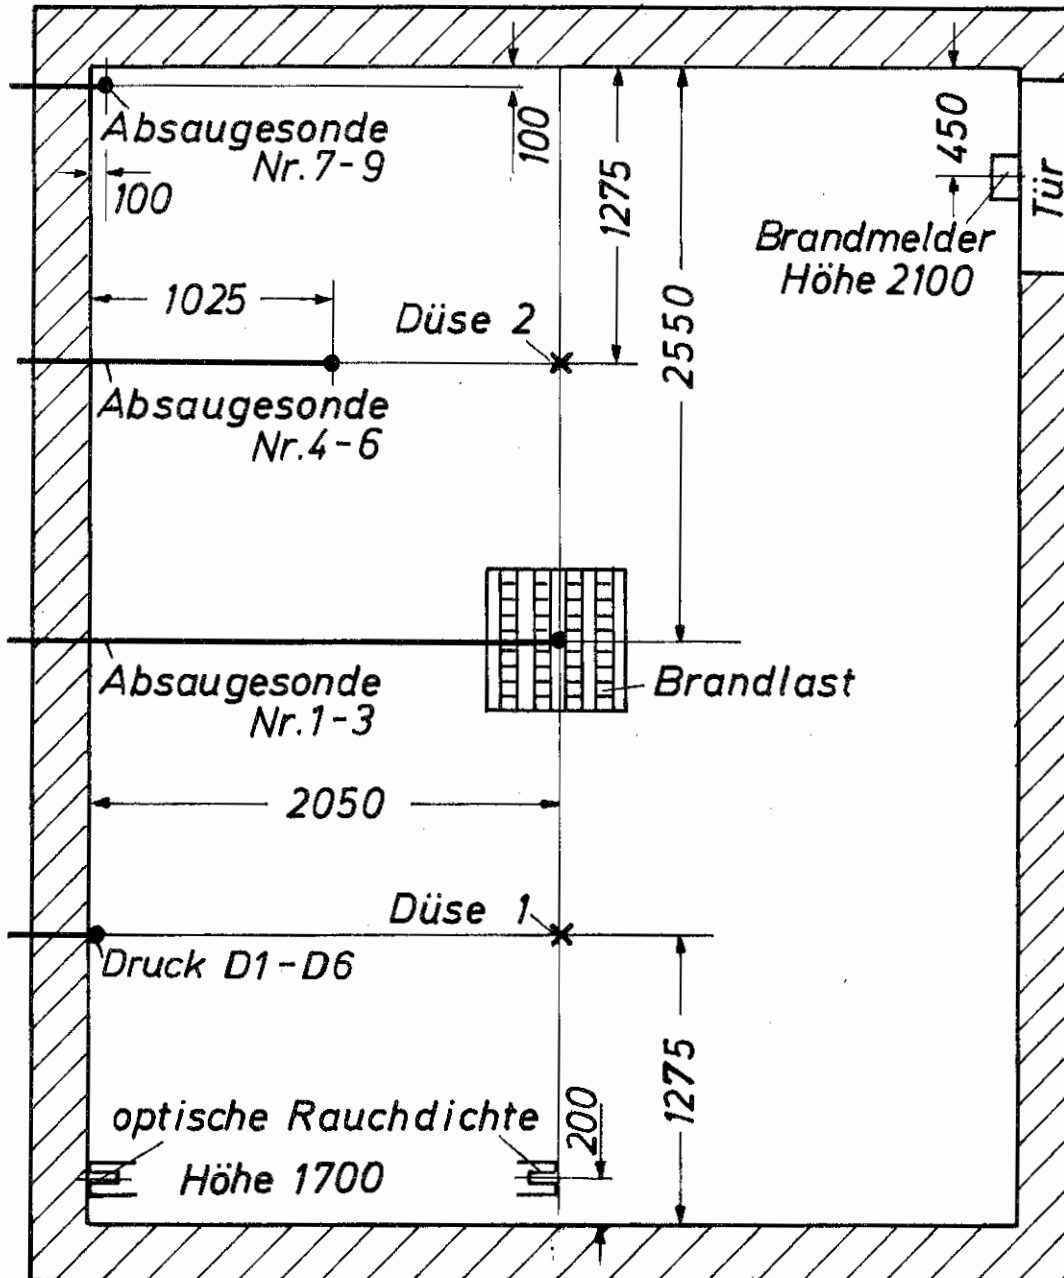 Absaugesonde
Nr. 7-9
100
100
1275
2550
450
Tür
Brandmelder
Höhe 2100
1025
Düse 2
Absaugesonde
Nr. 4-6
Absaugesonde
Nr. 1-3
Brandlast
2050
Düse 1
Druck D1-D6
1275
200
optische Rauchdichte
Höhe 1700